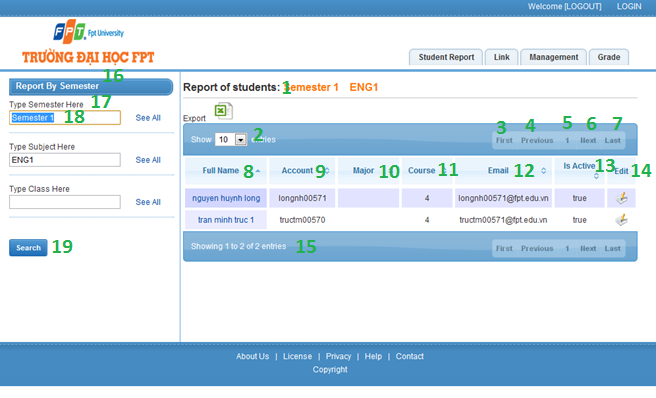 Welcome [LOGOUT] LOGIN
FPT Fpt University
TRƯỜNG ĐẠI HỌC FPT
Student Report Link Management Grade
16
Report By Semester
Type Semester Here 17
Semester 1 18 See All
Type Subject Here
ENG1 See All
Type Class Here
See All
Search 19
Report of students: 1 Semester 1 ENG1
Export
Show 10 entries 2
3 4 5 6 7
First Previous 1 Next Last
Full Name 8 Account 9 Major 10 Course 11 Email 12 Is Active 13 Edit 14
nguyen huynh long longnh00571 4 longnh00571@fpt.edu.vn true
tran minh truc 1 tructm00570 4 tructm00571@fpt.edu.vn true
Showing 1 to 2 of 2 entries 15 First Previous 1 Next Last
About Us | License | Privacy | Help | Contact
Copyright